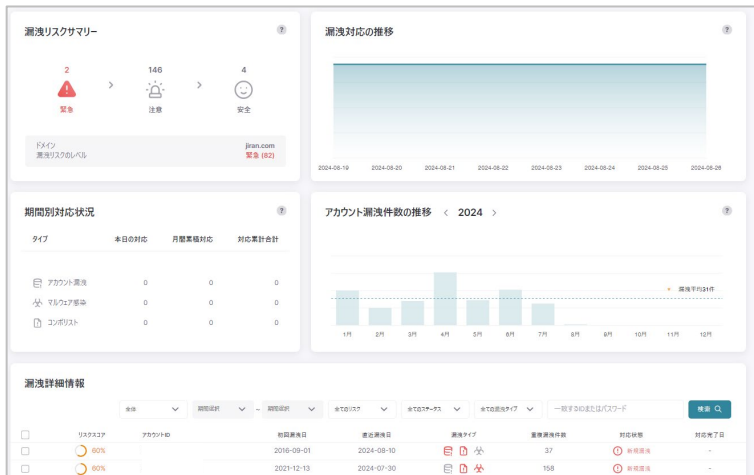 漏洩リスクサマリー ?
2 146 4
> >
緊急 注意 安全
ドメイン jiran.com
漏洩リスクのレベル 緊急 (82)
漏洩対応の推移 ?
2024-08-19 2024-08-20 2024-08-21 2024-08-22 2024-08-23 2024-08-24 2024-08-25 2024-08-26
期間別対応状況 ?
タイプ 本日の対応 月間累積対応 対応累計合計
アカウント漏洩 0 0 0
マルウェア感染 0 0 0
コンボリスト 0 0 0
アカウント漏洩件数の推移 < 2024 > ?
漏洩平均31件
1月 2月 3月 4月 5月 6月 7月 8月 9月 10月 11月 12月
漏洩詳細情報
全体 期間選択 ~ 期間選択 全てのリスク 全てのステータス 全ての漏洩タイプ 一致するIDまたはパスワード 検索
リスクスコア アカウントID 初回漏洩日 直近漏洩日 漏洩タイプ 重複漏洩件数 対応状態 対応完了日
60% 2016-09-01 2024-08-10 37 新規漏洩 -
60% 2021-12-13 2024-07-30 158 新規漏洩 -